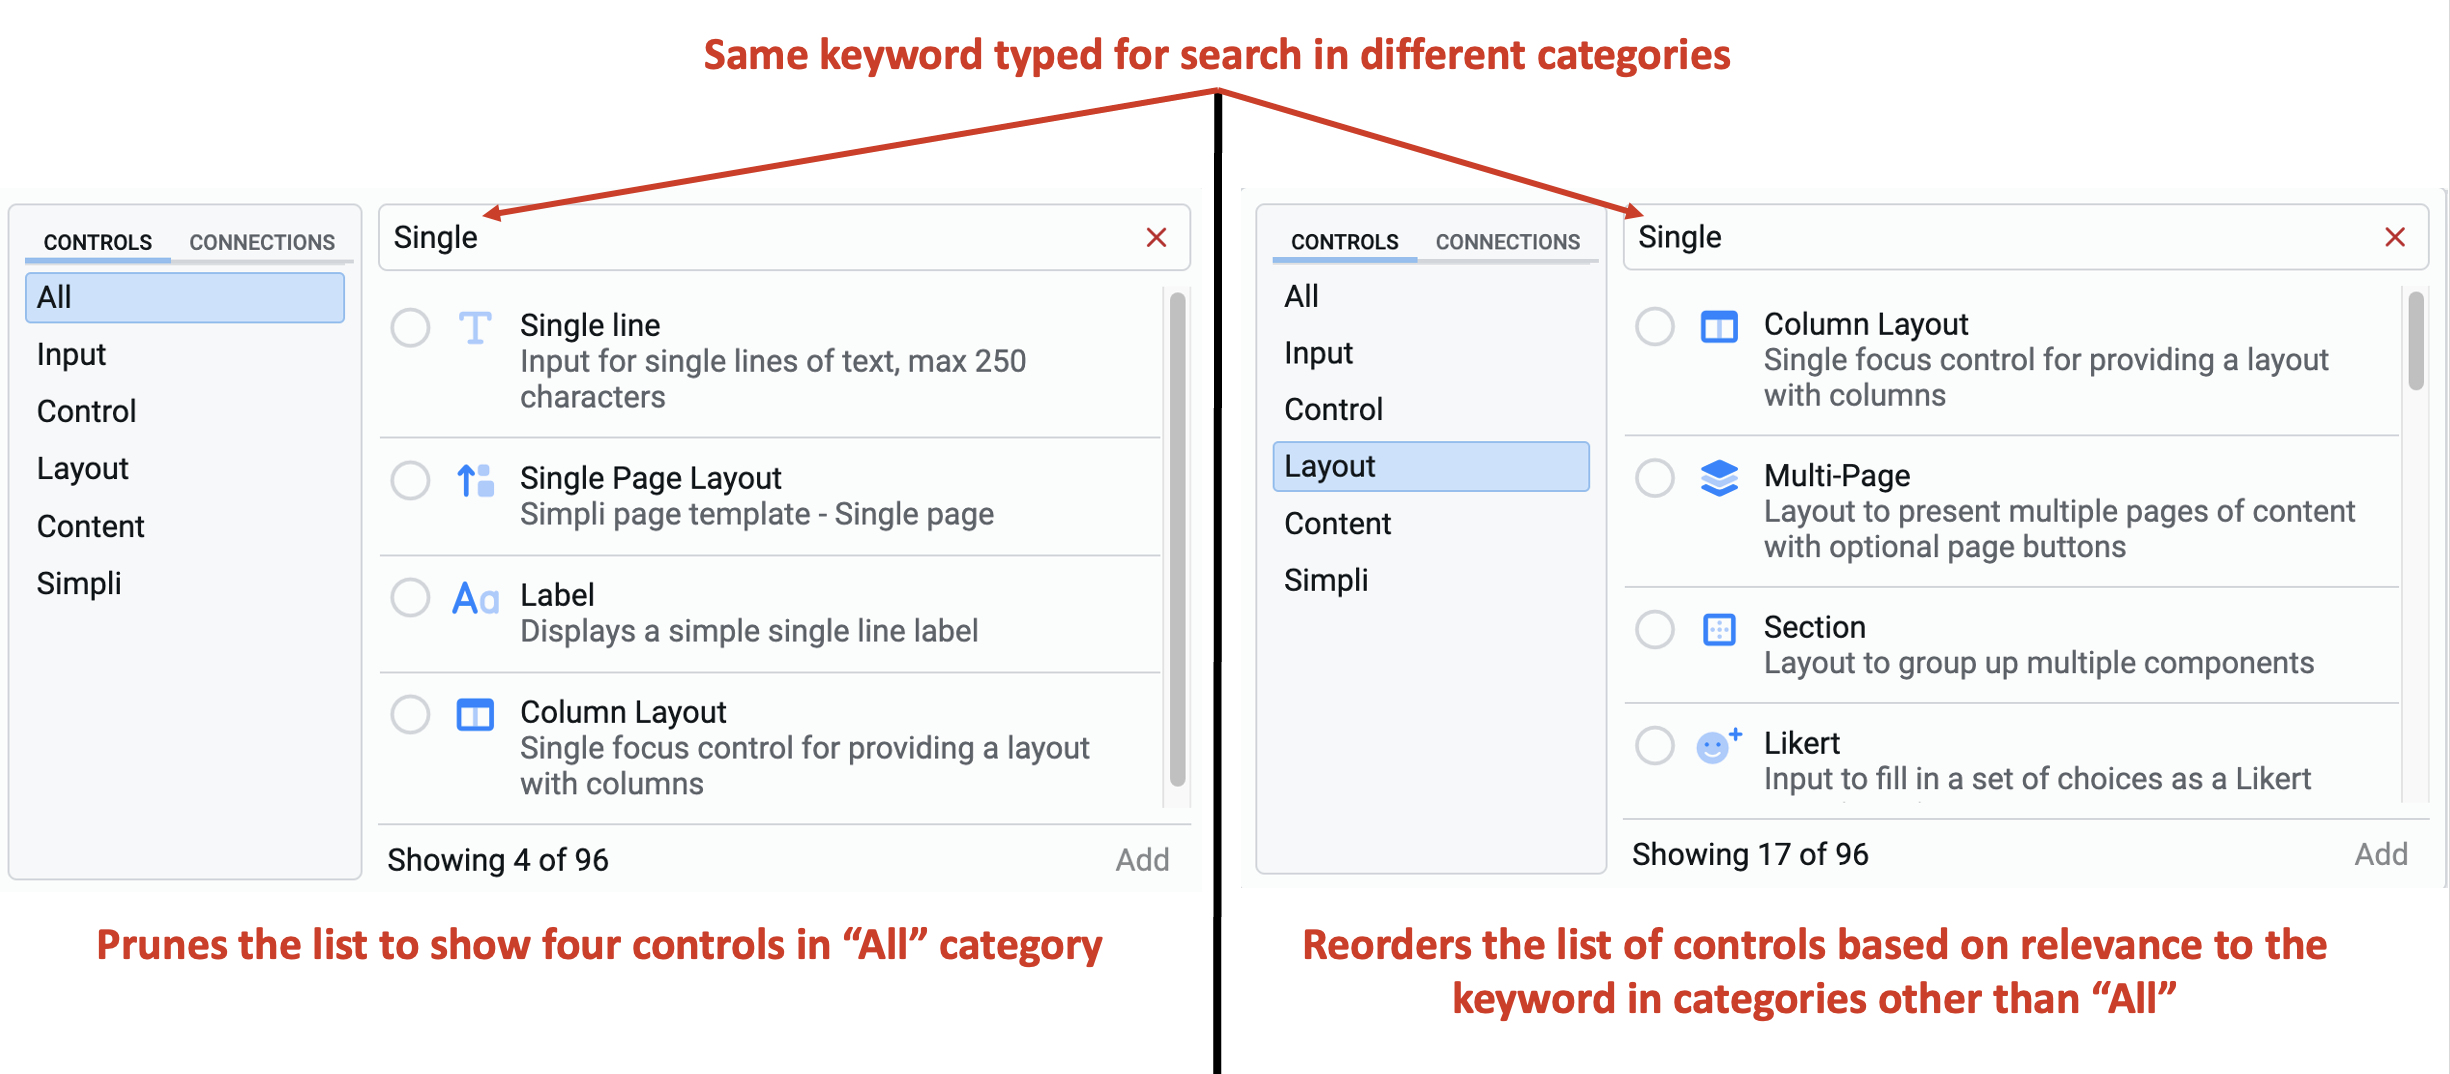 Same keyword typed for search in different categories
CONTROLS CONNECTIONS
All
Input
Control
Layout
Content
Simpli
Single
Single line
Input for single lines of text, max 250
characters
Single Page Layout
Simpli page template - Single page
Label
Displays a simple single line label
Column Layout
Single focus control for providing a layout
with columns
Showing 4 of 96
Add
Prunes the list to show four controls in “All” category
CONTROLS CONNECTIONS
All
Input
Control
Layout
Content
Simpli
Single
Column Layout
Single focus control for providing a layout
with columns
Multi-Page
Layout to present multiple pages of content
with optional page buttons
Section
Layout to group up multiple components
Likert
Input to fill in a set of choices as a Likert
Showing 17 of 96
Add
Reorders the list of controls based on relevance to the
keyword in categories other than “All”